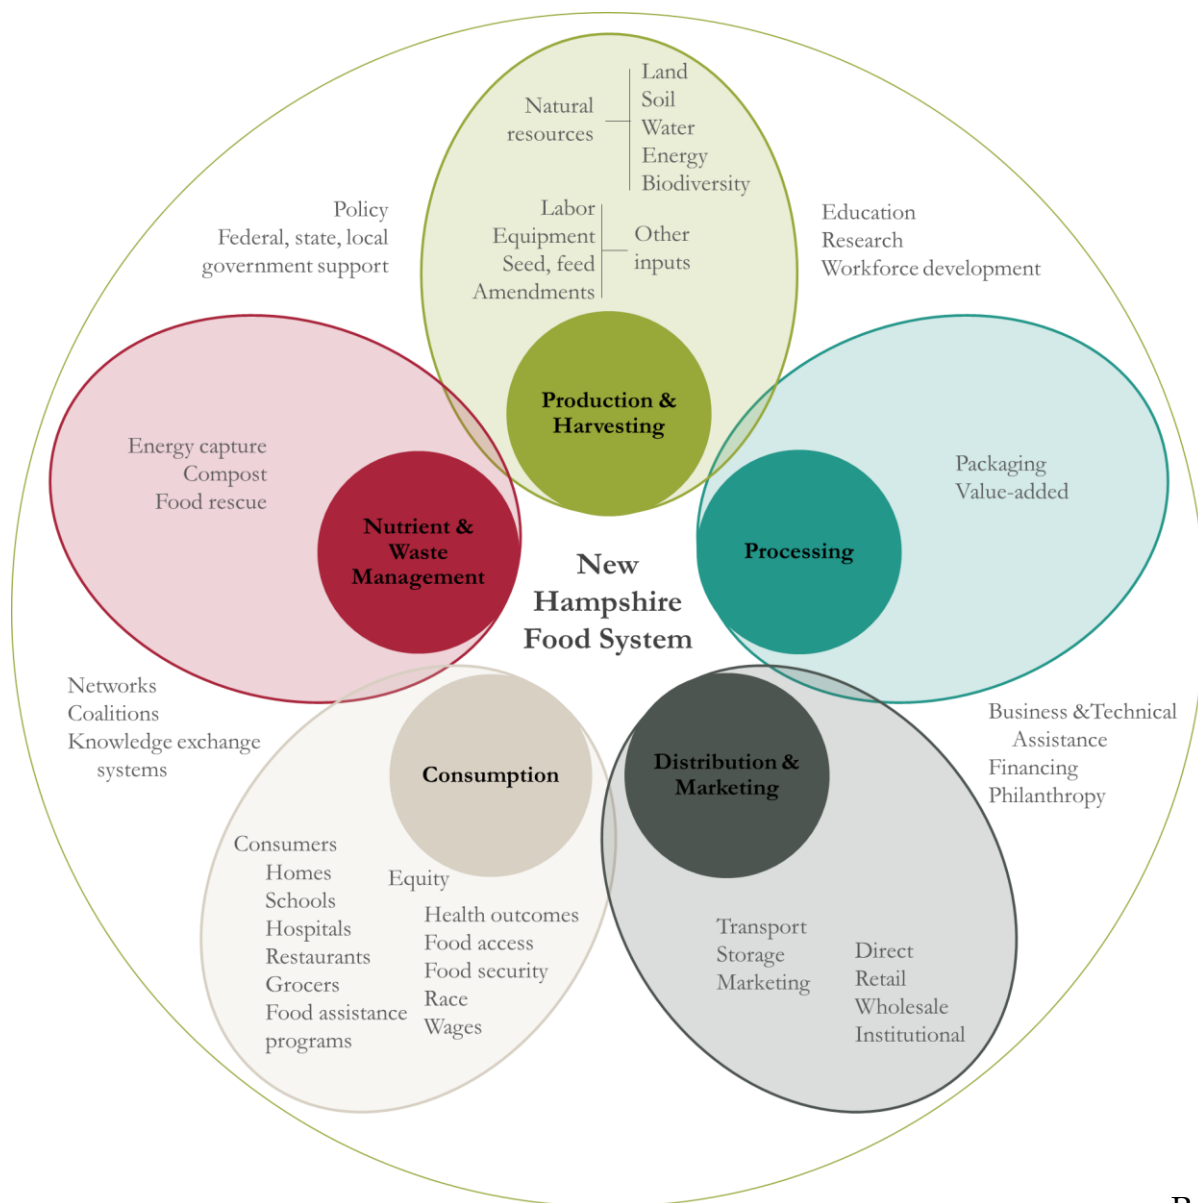 Natural
resources
Land
Soil
Water
Energy
Biodiversity
Labor
Equipment
Seed, feed
Amendments
Other
inputs
Policy
Federal, state, local
government support
Education
Research
Workforce development
Production &
Harvesting
Energy capture
Compost
Food rescue
Nutrient &
Waste
Management
New
Hampshire
Food System
Processing
Packaging
Value-added
Networks
Coalitions
Knowledge exchange
systems
Business &Technical
Assistance
Financing
Philanthropy
Consumption
Distribution &
Marketing
Consumers
Homes
Schools
Hospitals
Restaurants
Grocers
Food assistance
programs
Equity
Health outcomes
Food access
Food security
Race
Wages
Transport
Storage
Marketing
Direct
Retail
Wholesale
Institutional